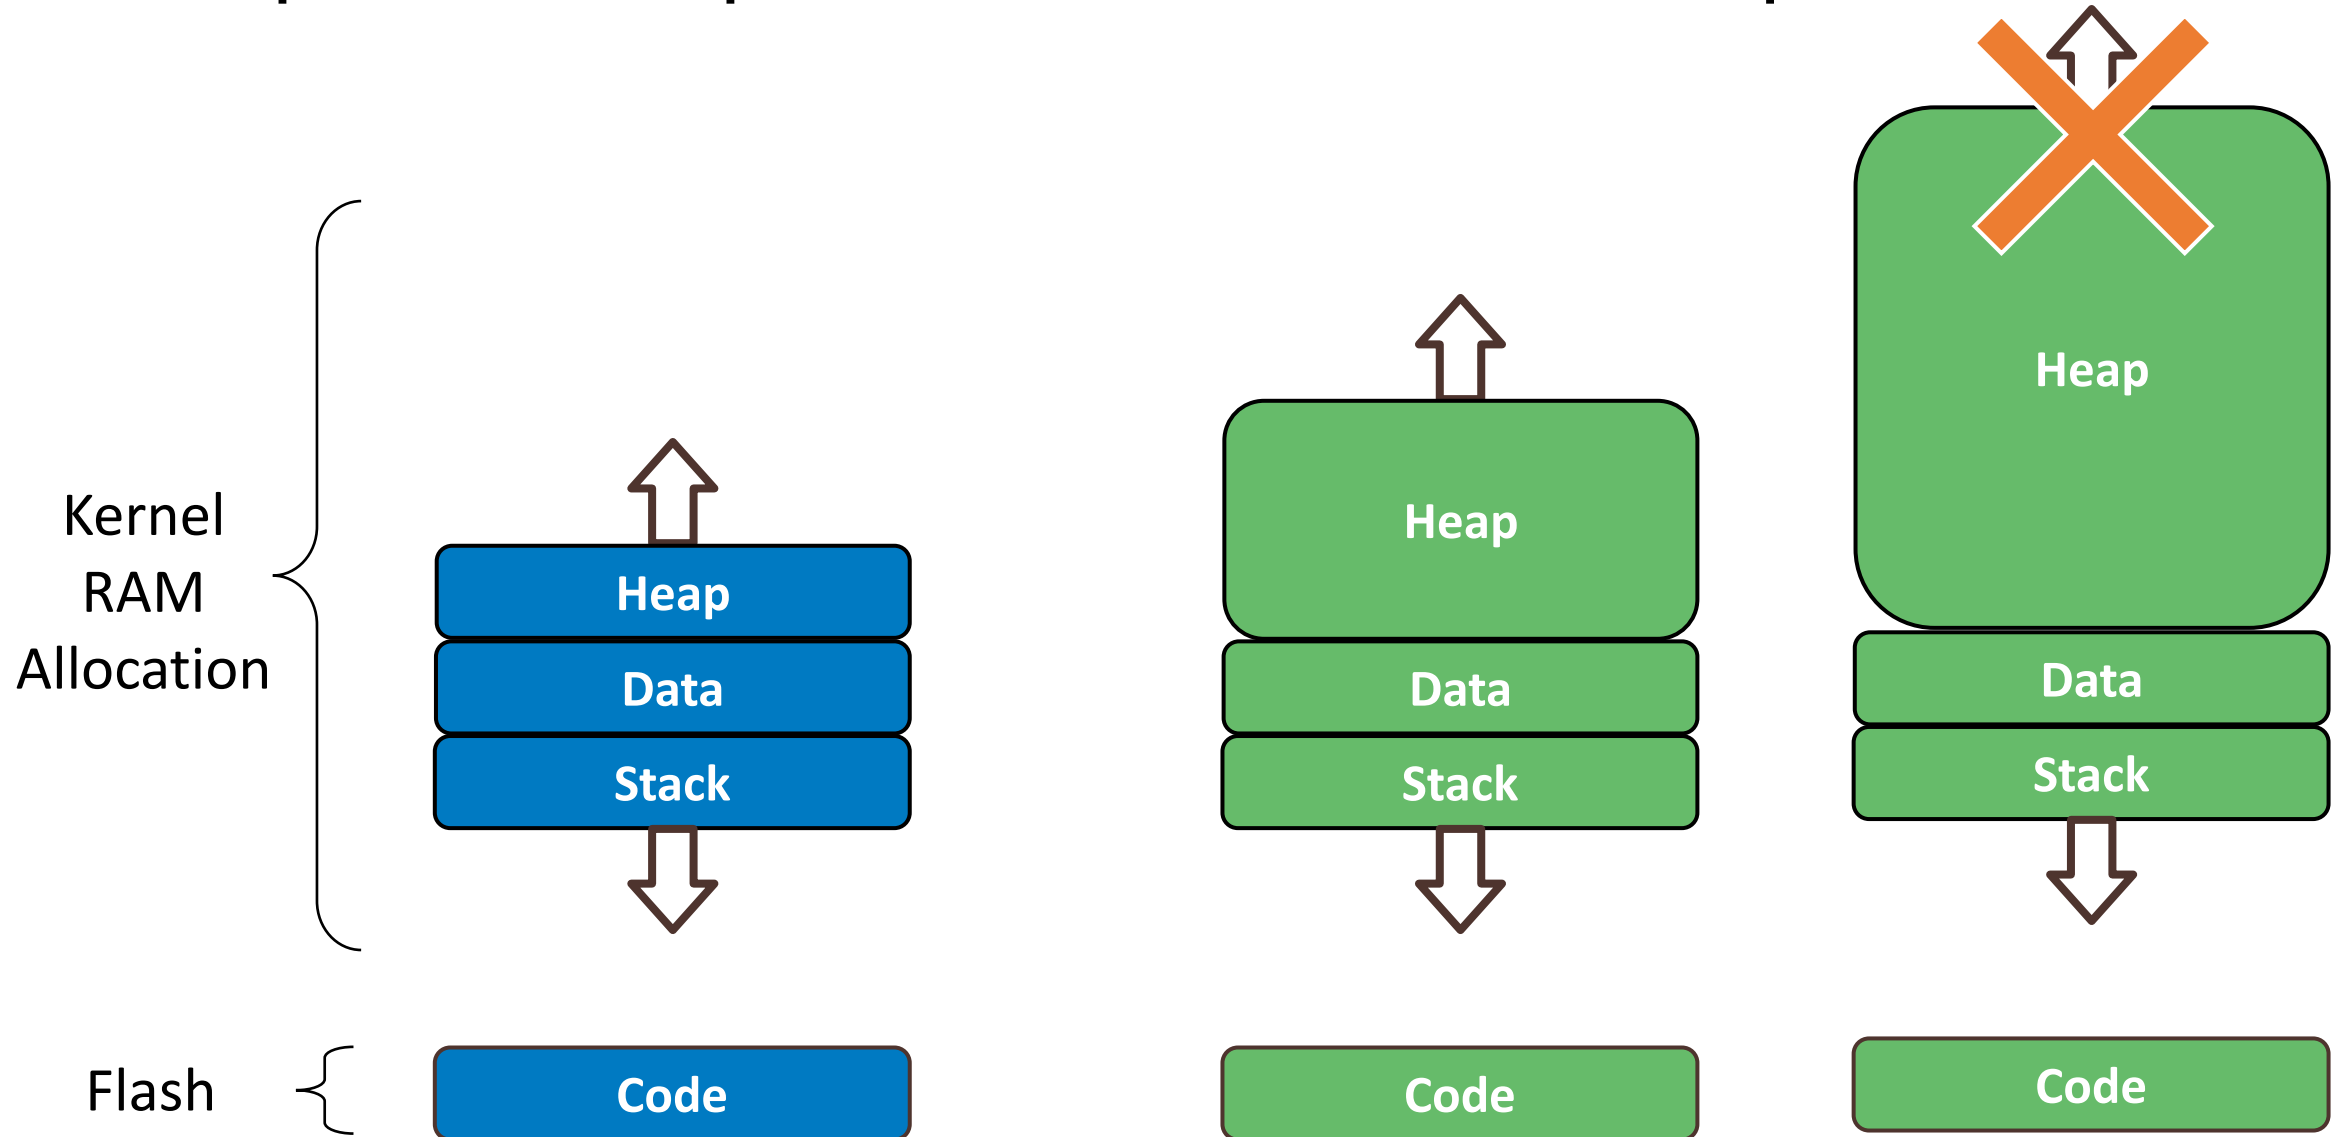 Kernel
RAM
Allocation
Heap
Data
Stack
Heap
Data
Stack
Heap
Data
Stack
Flash
Code
Code
Code